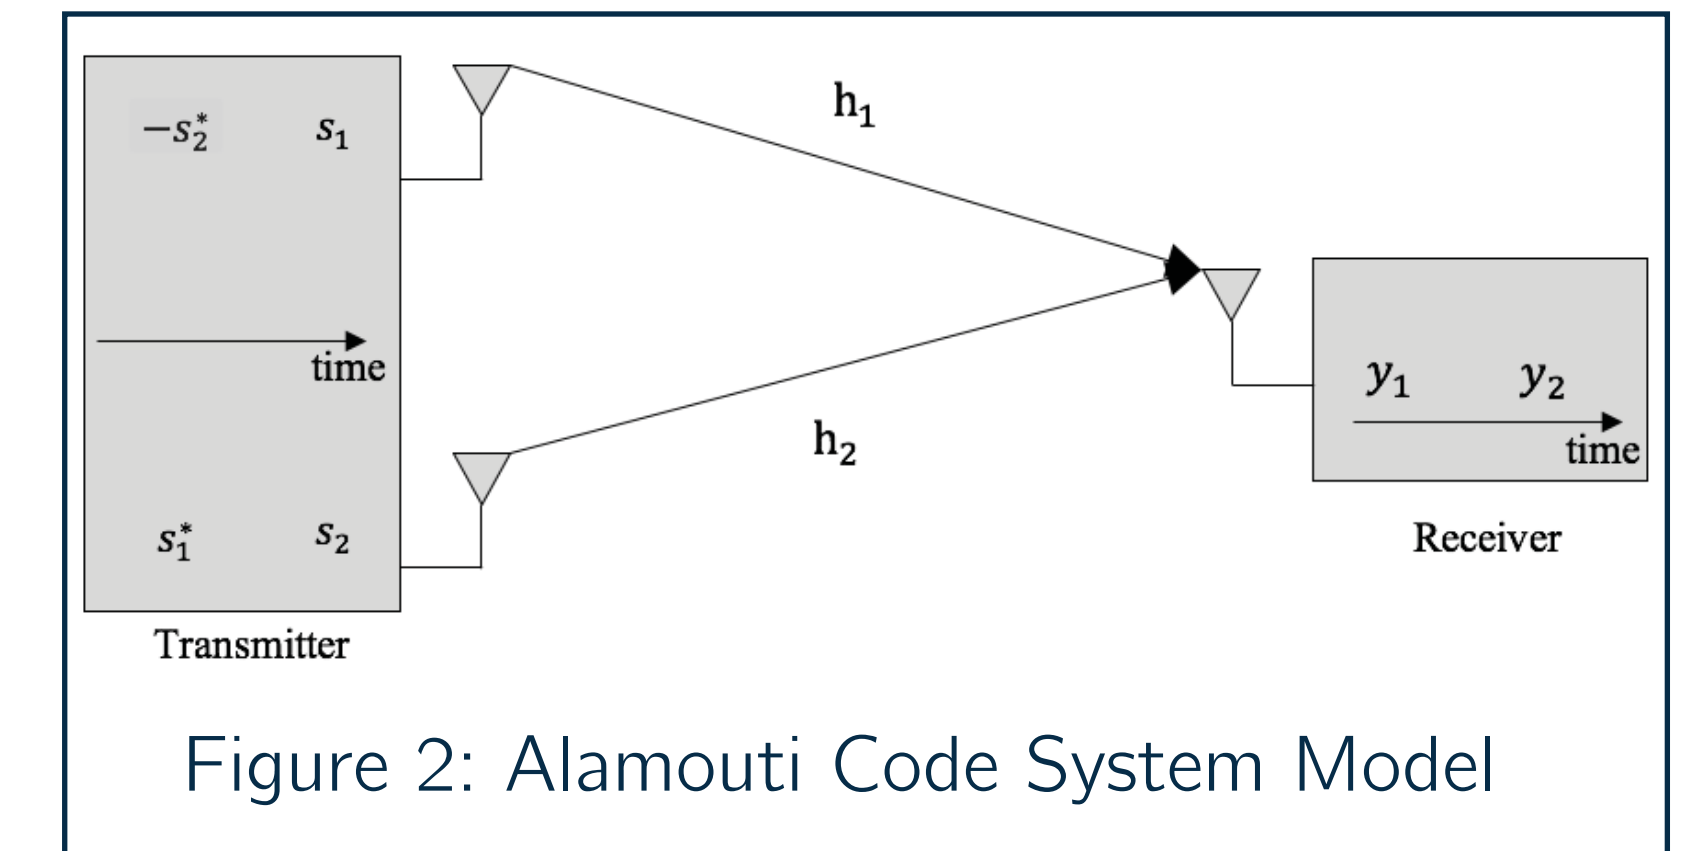 −s₂* s₁
h₁
time
y₁ y₂
h₂
time
s₁* s₂
Receiver
Transmitter
Figure 2: Alamouti Code System Model